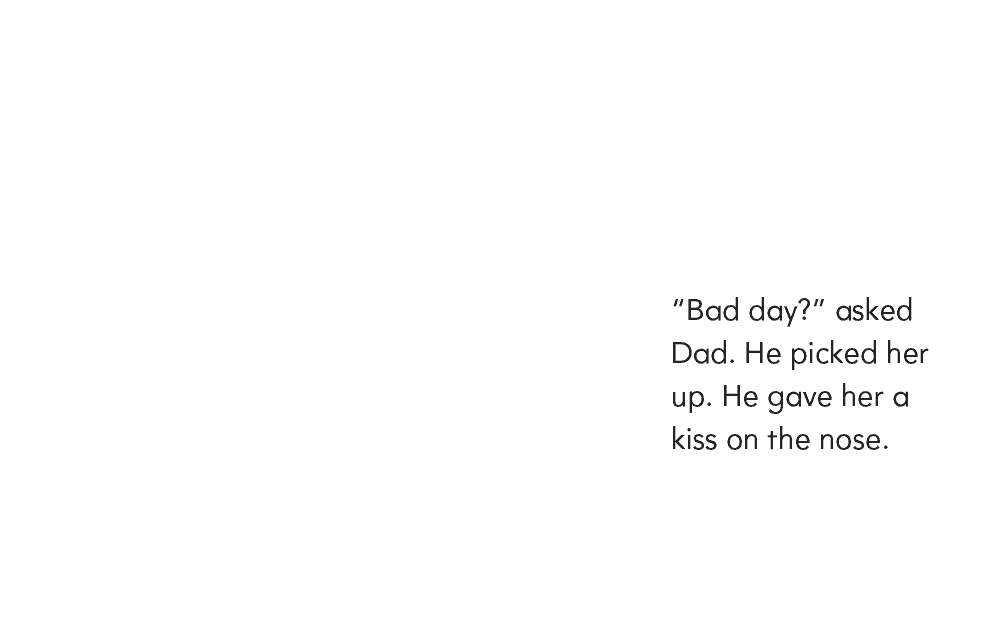 “Bad day?” asked
Dad. He picked her
up. He gave her a
kiss on the nose.